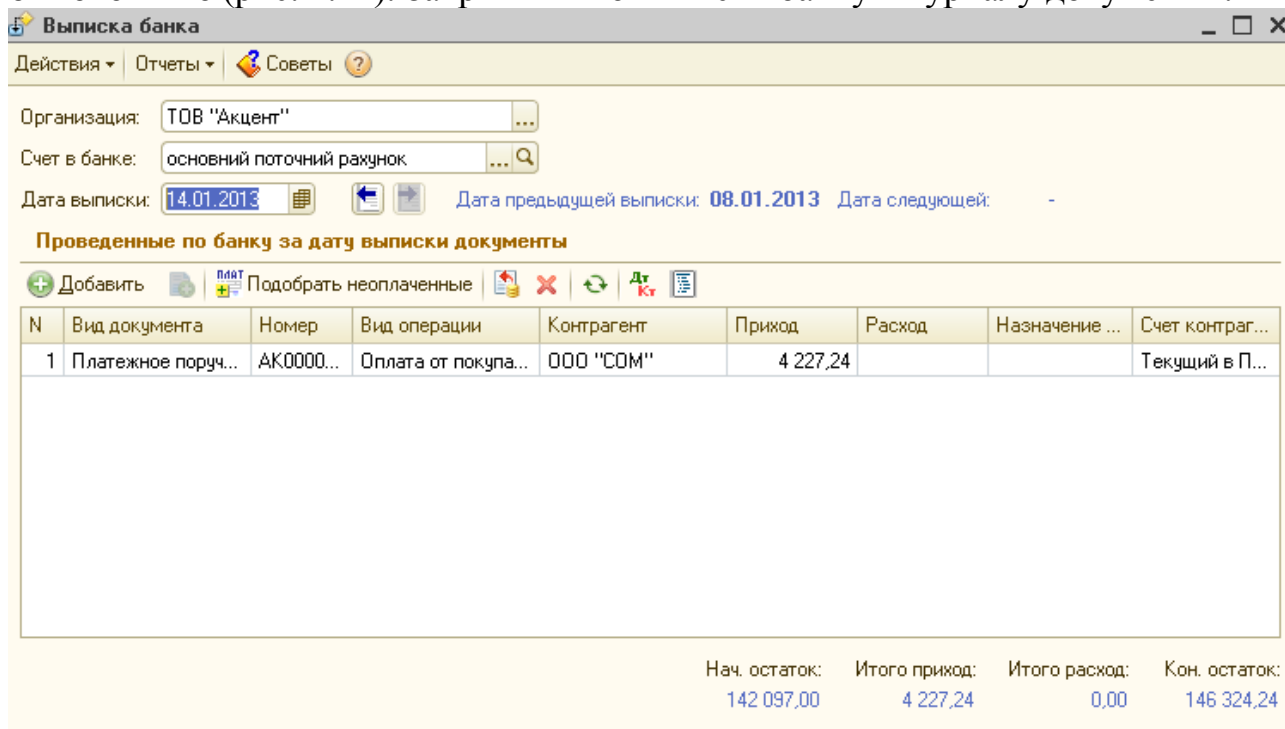 Выписка банка
Действия Отчеты Советы
Организация: ТОВ "Акцент" ...
Счет в банке: основний поточний рахунок ...
Дата выписки: 14.01.2013 Дата предыдущей выписки: 08.01.2013 Дата следующей: -
Проведенные по банку за дату выписки документы
Добавить ПЛАТ Подобрать неоплаченные Дт Кт
N Вид документа Номер Вид операции Контрагент Приход Расход Назначение ... Счет контраг...
1 Платежное поруч... АК0000... Оплата от покупа... ООО "СОМ" 4 227,24 Текущий в П...
Нач. остаток: Итого приход: Итого расход: Кон. остаток:
142 097,00 4 227,24 0,00 146 324,24